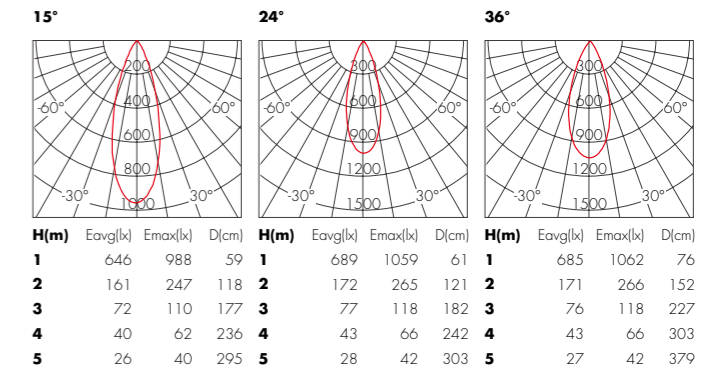 15° 24° 36°
200 300 300
400 600 600
-60° 60° -60° 60° -60° 60°
600 900 900
800 1200 1200
-30° 30° -30° 30° -30° 30°
1000 1500 1500
H(m) Eavg(lx) Emax(lx) D(cm) H(m) Eavg(lx) Emax(lx) D(cm) H(m) Eavg(lx) Emax(lx) D(cm)
1 646 988 59 1 689 1059 61 1 685 1062 76
2 161 247 118 2 172 265 121 2 171 266 152
3 72 110 177 3 77 118 182 3 76 118 227
4 40 62 236 4 43 66 242 4 43 66 303
5 26 40 295 5 28 42 303 5 27 42 379